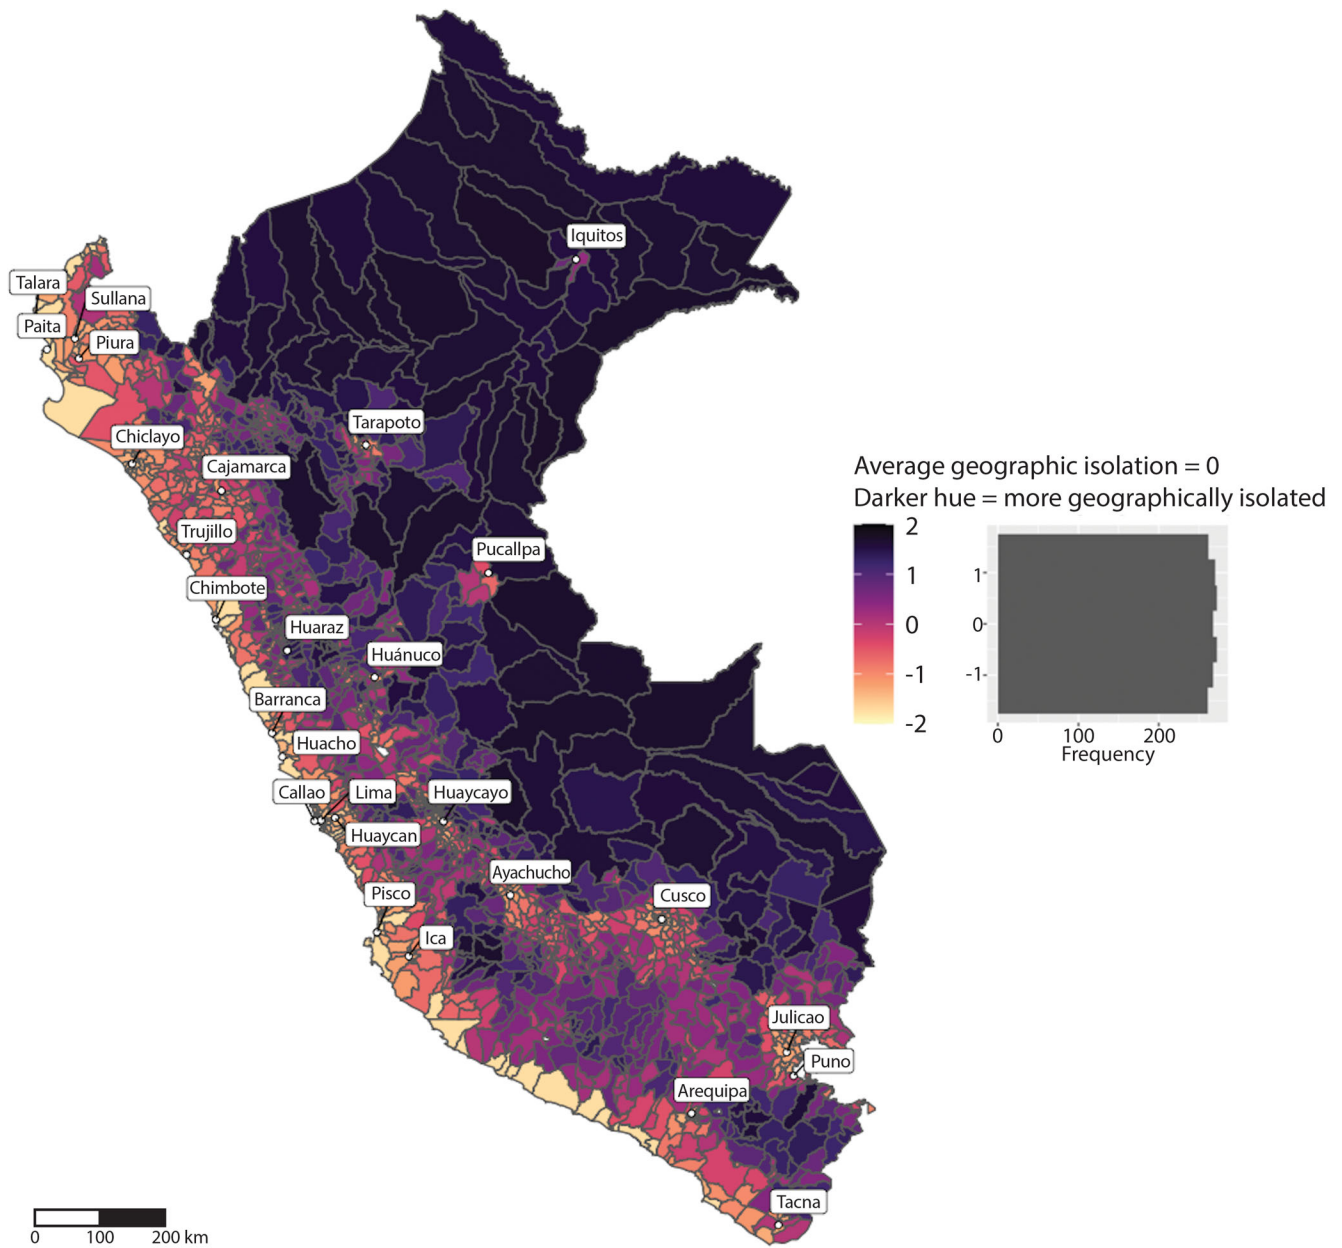 Iquitos
Talara
Sullana
Paita
Piura
Tarapoto
Chiclayo
Cajamarca
Trujillo
Pucallpa
Chimbote
Huaraz
Huánuco
Barranca
Huacho
Callao
Lima
Huaycayo
Huaycan
Ayachucho
Pisco
Cusco
Ica
Julicao
Puno
Arequipa
Tacna
0 100 200 km
Average geographic isolation = 0
Darker hue = more geographically isolated
2
1
0
-1
-2
1
0
-1
0 100 200
Frequency